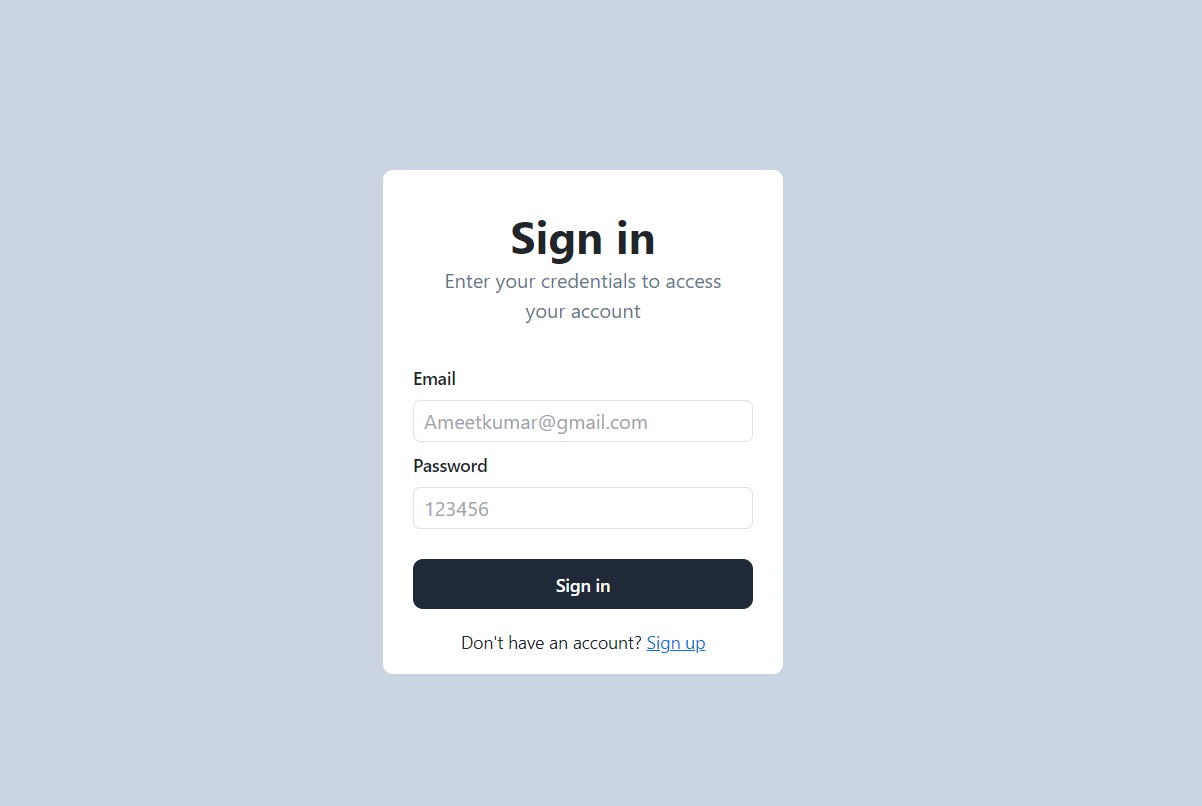 Sign in
Enter your credentials to access
your account
Email
Ameetkumar@gmail.com
Password
123456
Sign in
Don't have an account? Sign up